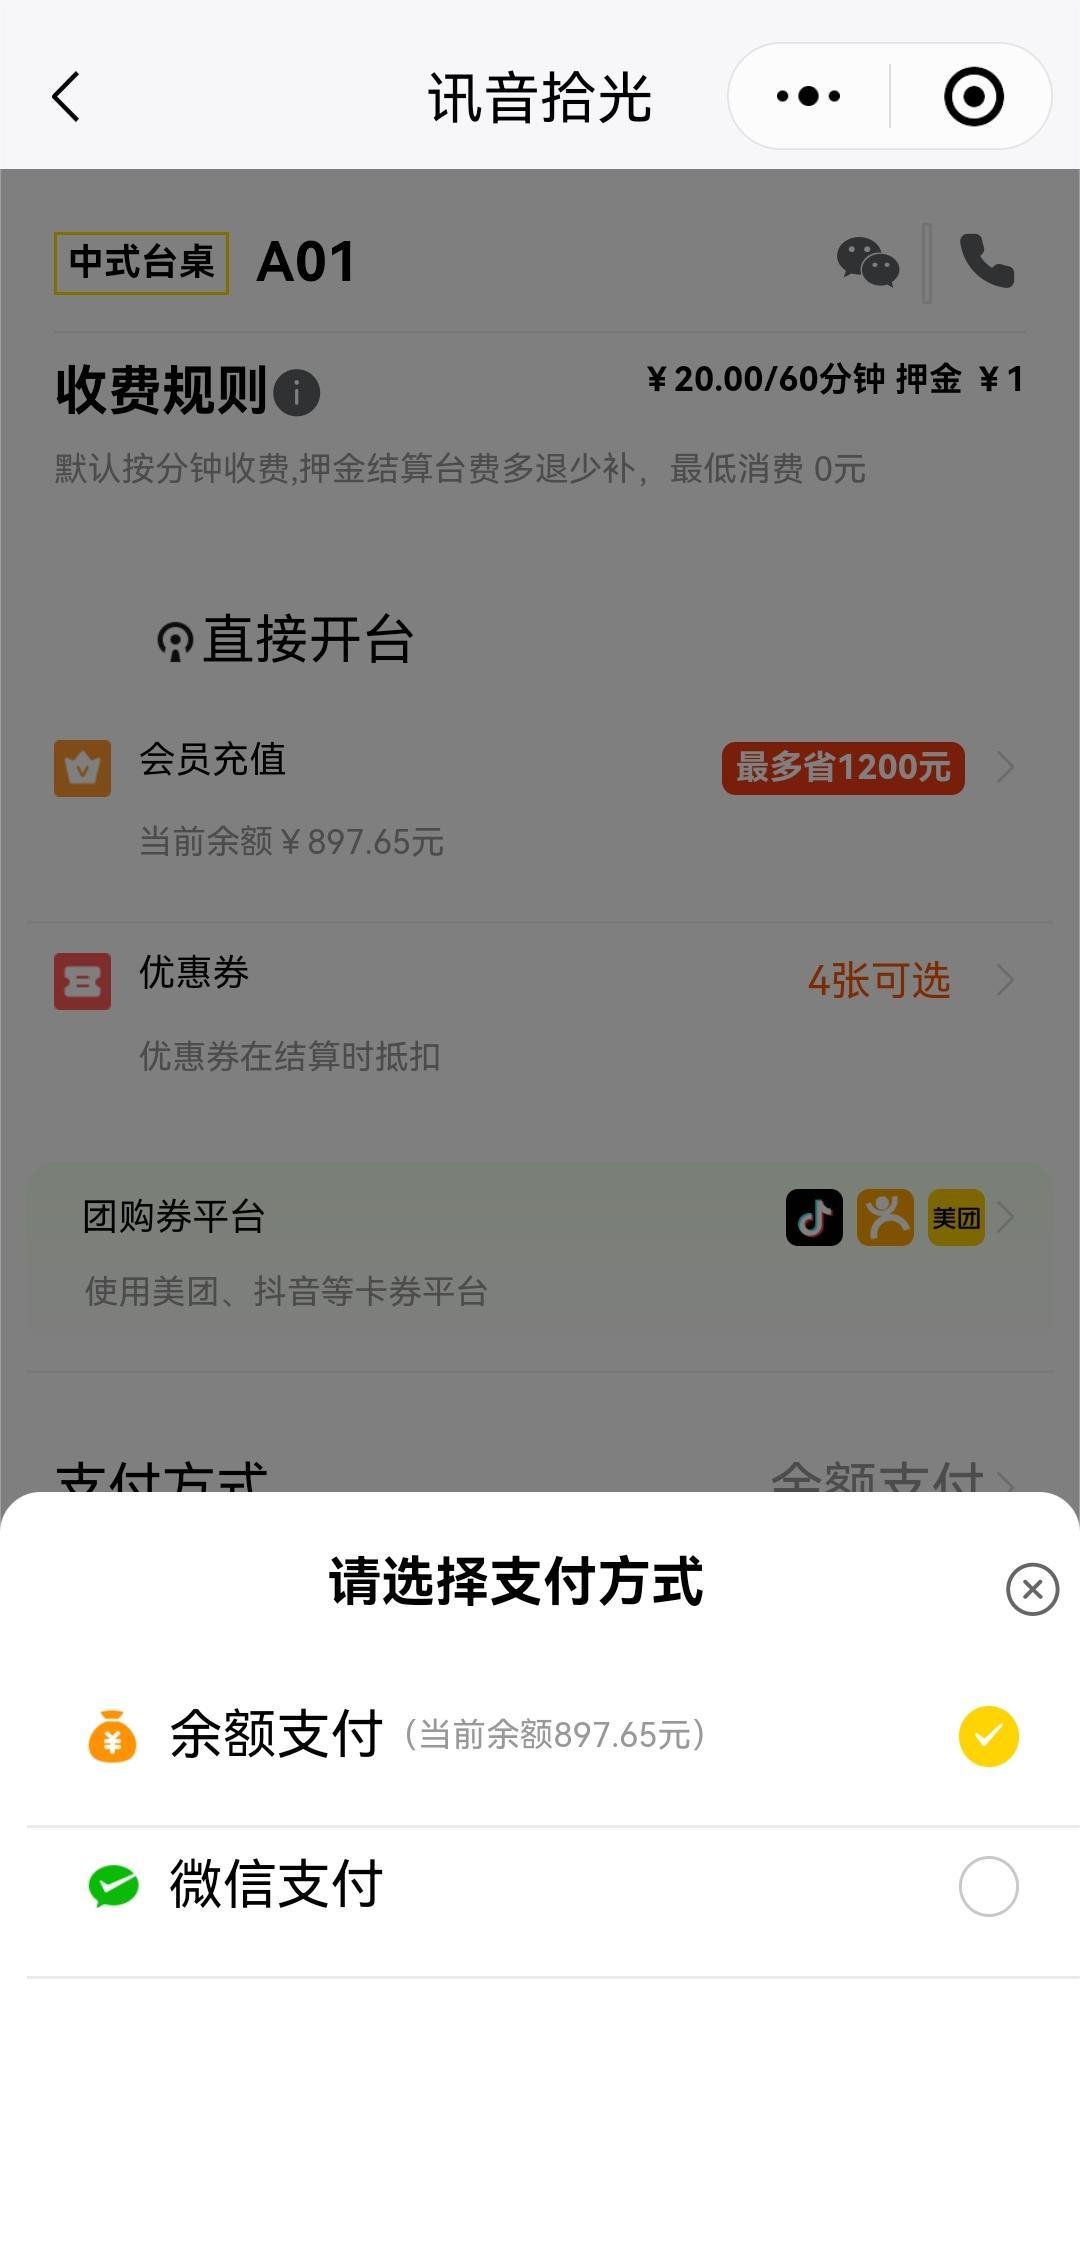 讯音拾光
中式台桌 A01
收费规则 ¥20.00/60分钟 押金 ¥1
默认按分钟收费,押金结算台费多退少补，最低消费 0元
直接开台
会员充值 最多省1200元
当前余额¥897.65元
优惠券 4张可选
优惠券在结算时抵扣
团购券平台 美团
使用美团、抖音等卡券平台
支付方式 余额支付
请选择支付方式
余额支付（当前余额897.65元）
微信支付